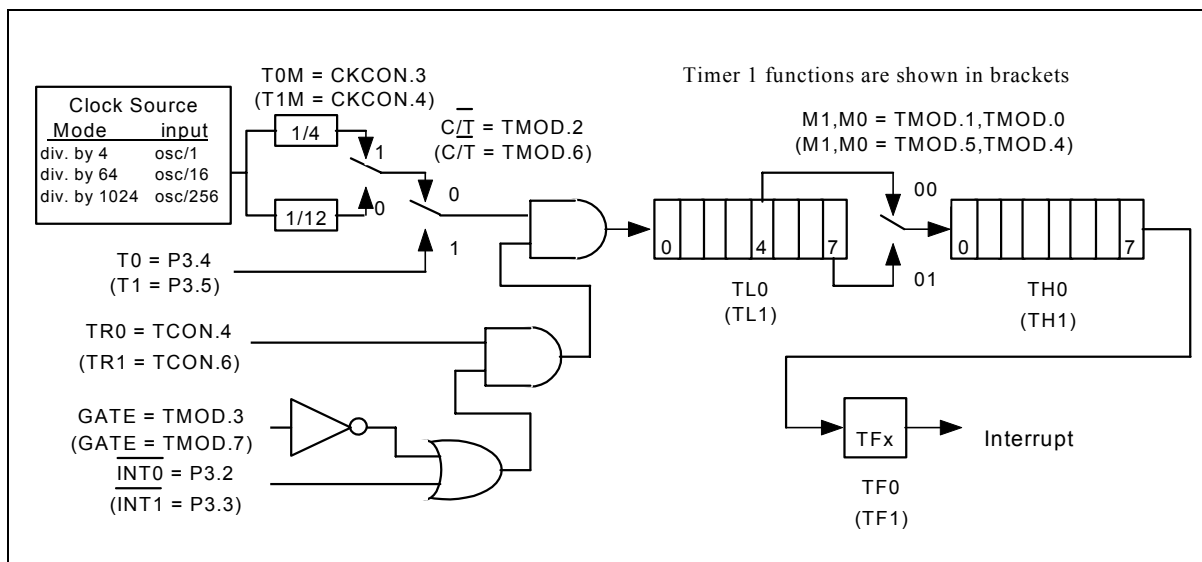 T0M = CKCON.3
(T1M = CKCON.4)
Timer 1 functions are shown in brackets
Clock Source
Mode input
div. by 4 osc/1
div. by 64 osc/16
div. by 1024 osc/256
1/4
1/12
1
0
C/T̅ = TMOD.2
(C/T̅ = TMOD.6)
0
1
M1,M0 = TMOD.1,TMOD.0
(M1,M0 = TMOD.5,TMOD.4)
00
01
0 4 7
0 7
T0 = P3.4
(T1 = P3.5)
TL0
(TL1)
TH0
(TH1)
TR0 = TCON.4
(TR1 = TCON.6)
GATE = TMOD.3
(GATE = TMOD.7)
I̅N̅T̅0̅ = P3.2
(I̅N̅T̅1̅ = P3.3)
TFx
Interrupt
TF0
(TF1)